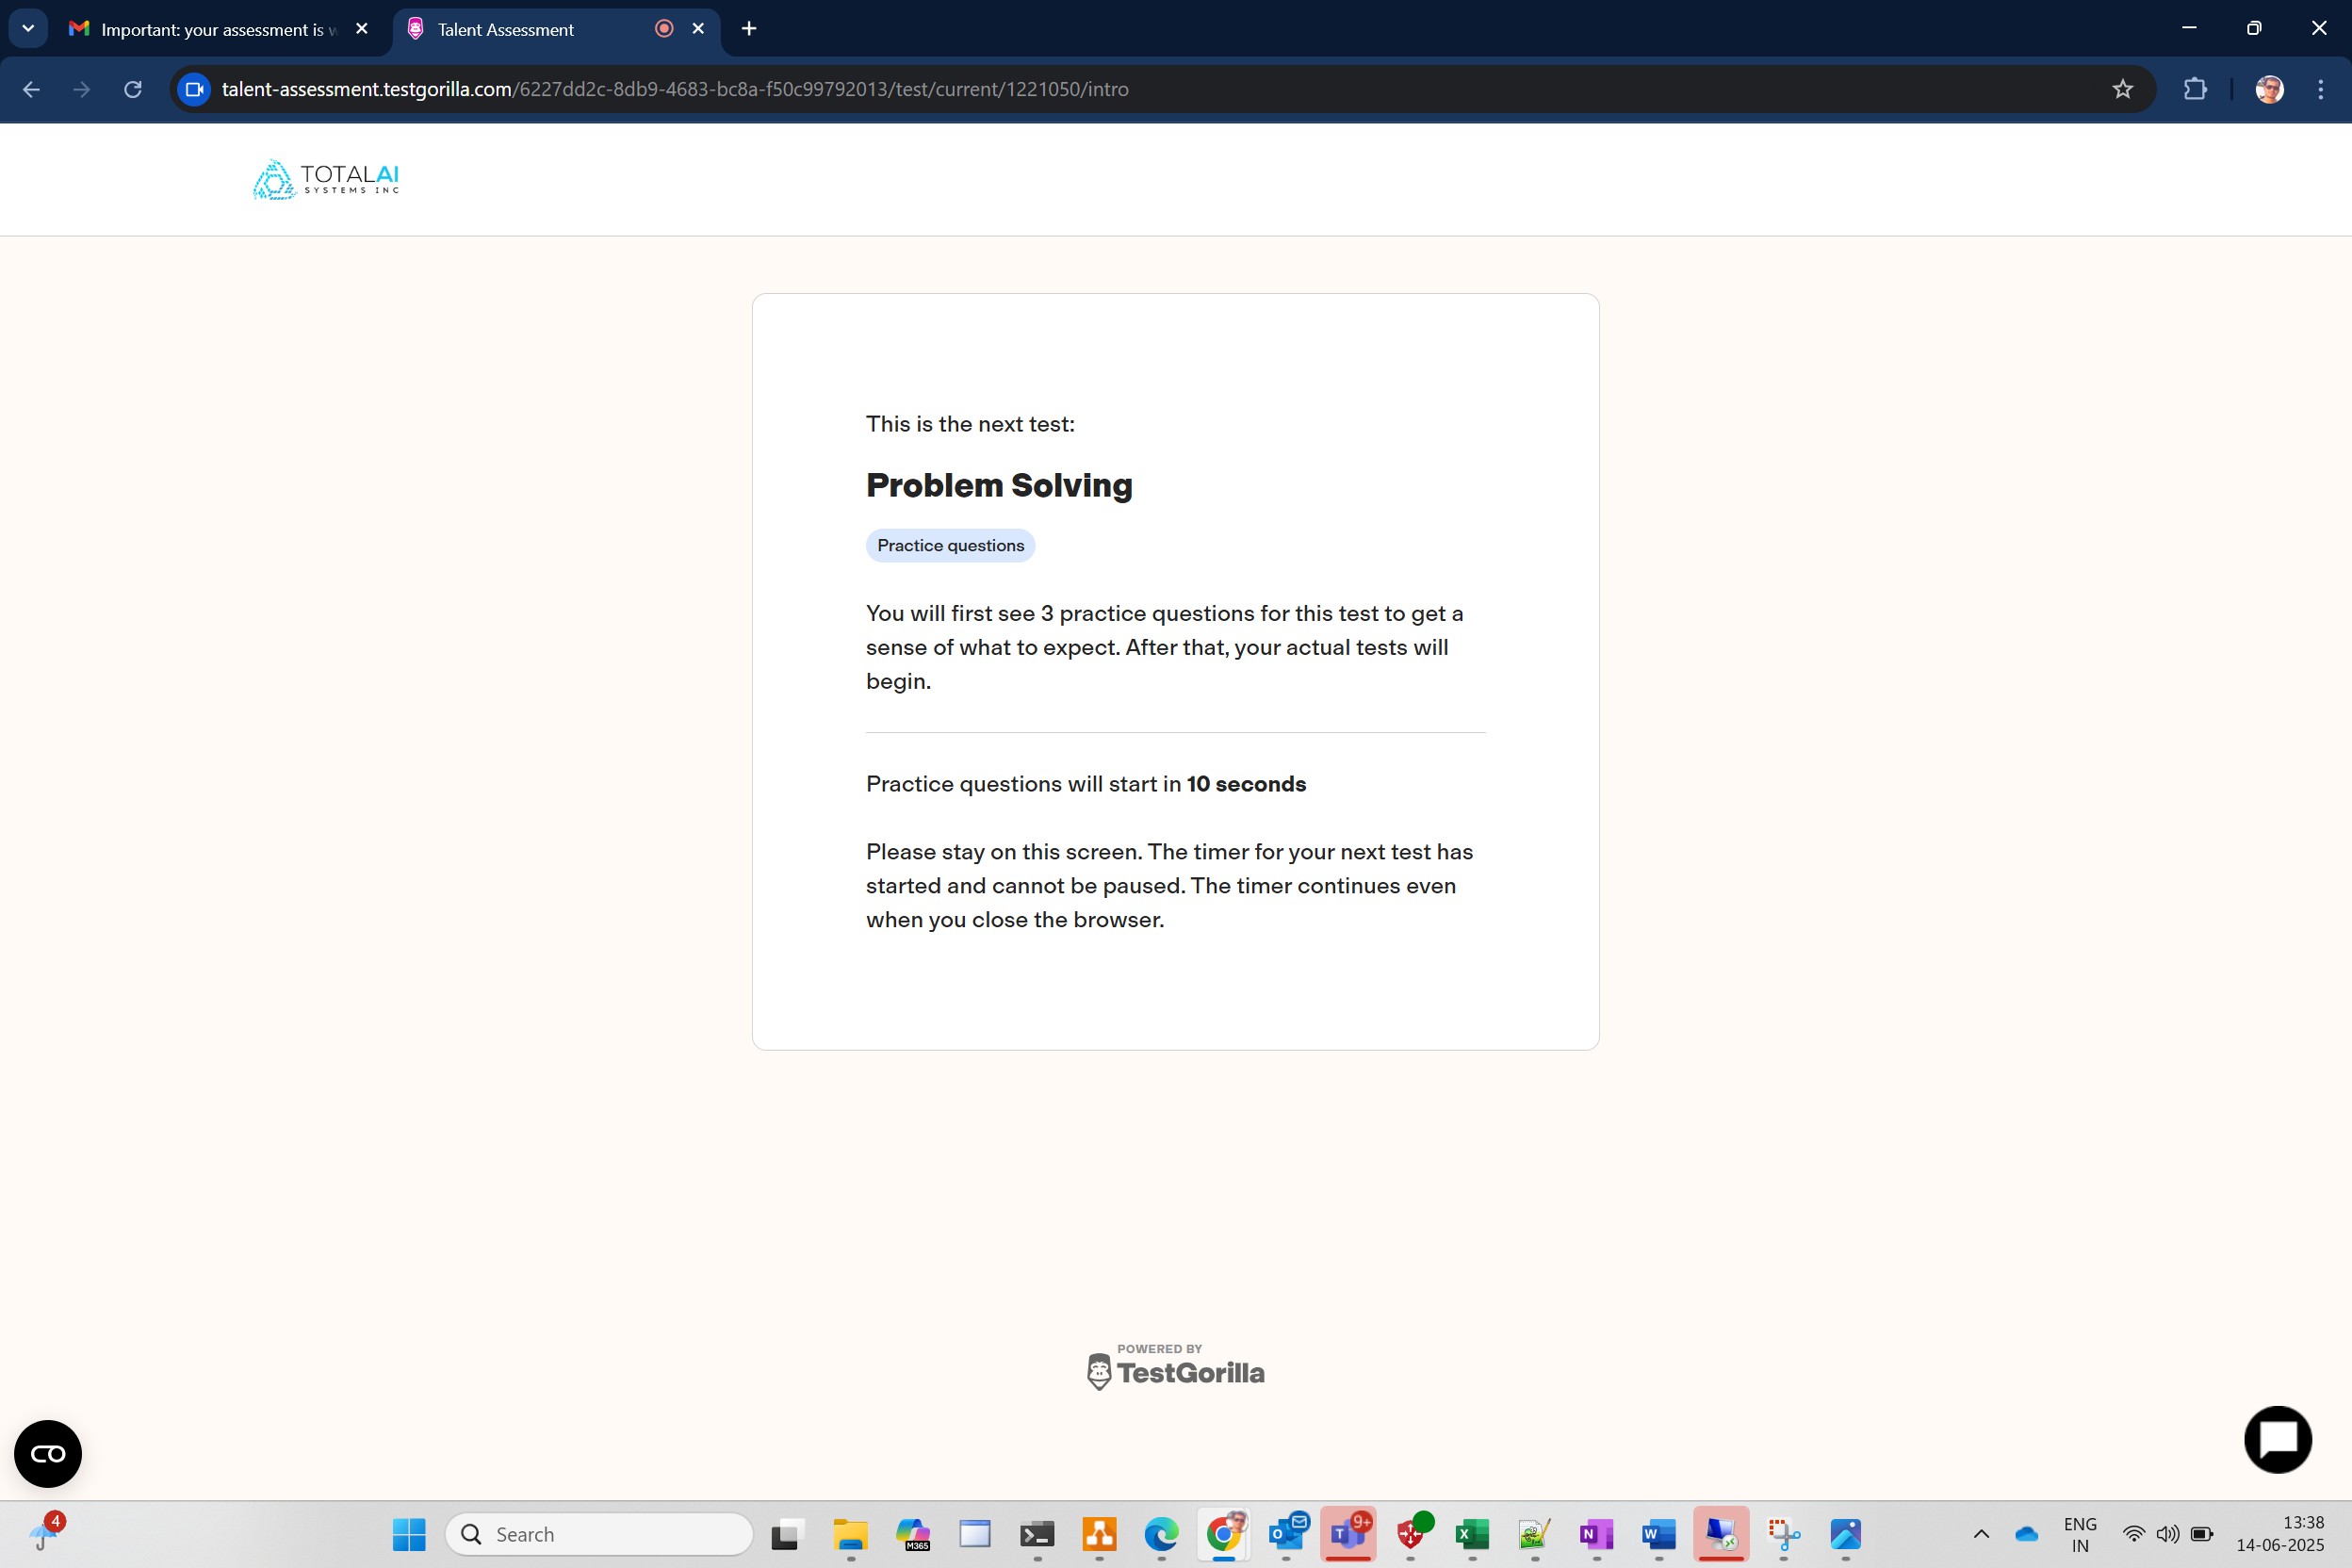 Important: your assessment is
Talent Assessment
talent-assessment.testgorilla.com/6227dd2c-8db9-4683-bc8a-f50c99792013/test/current/1221050/intro
TOTALAI
SYSTEMS INC
This is the next test:
Problem Solving
Practice questions
You will first see 3 practice questions for this test to get a
sense of what to expect. After that, your actual tests will
begin.
Practice questions will start in 10 seconds
Please stay on this screen. The timer for your next test has
started and cannot be paused. The timer continues even
when you close the browser.
POWERED BY
TestGorilla
4
Search
M365
O
T
9+
X
N
W
ENG
IN
13:38
14-06-2025